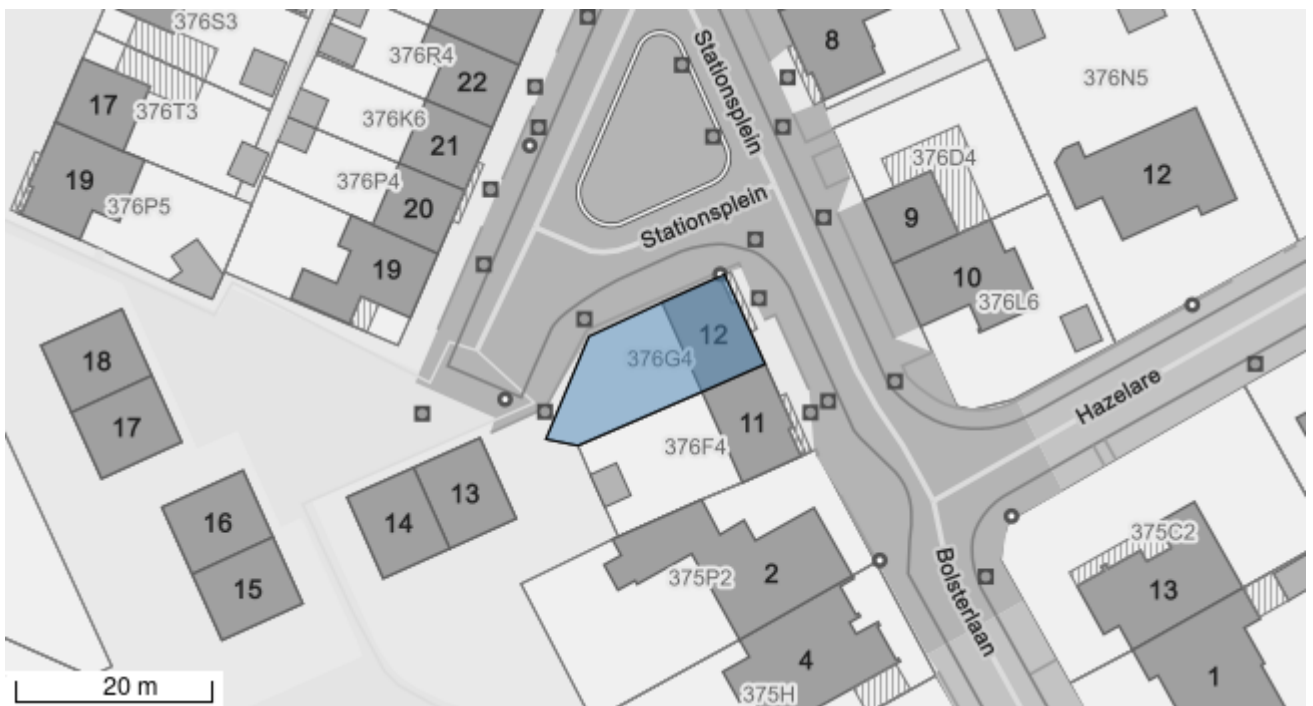 376S3
8
Stationsplein
376R4
22
376N5
17
376T3
376K6
21
376D4
12
19
376P5
376P4
20
Stationsplein
9
19
10
376L6
18
376G4
12
17
11
376F4
Hazelare
16
14
13
375C2
15
375P2
2
Bolsterlaan
13
4
1
20 m
375H